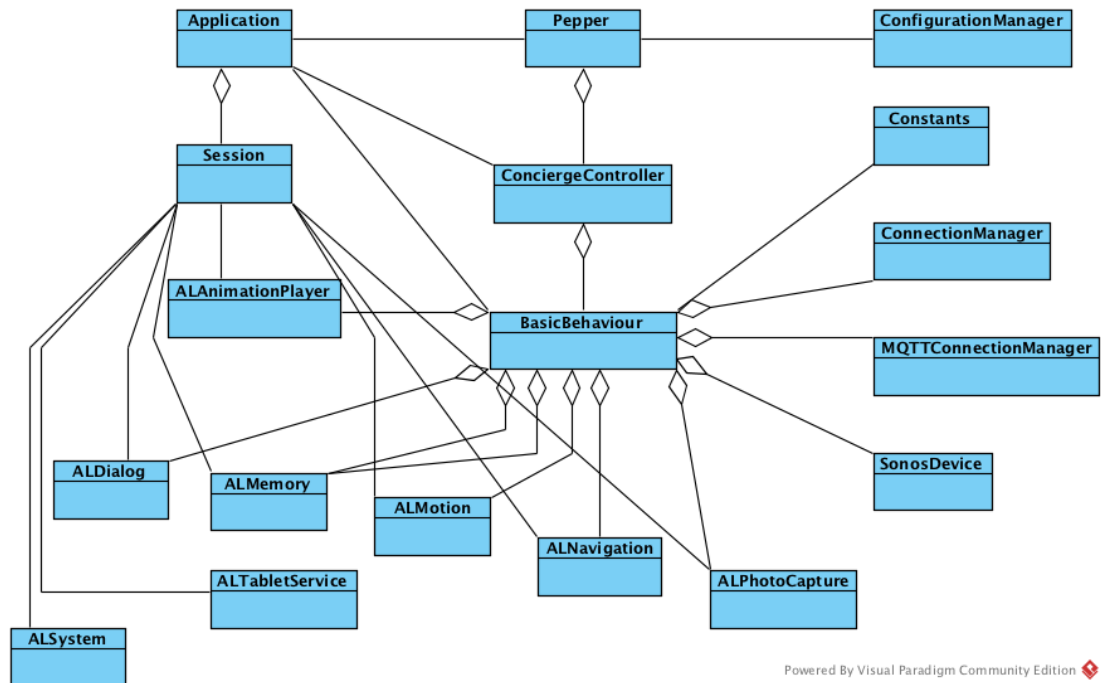 Application
Pepper
ConfigurationManager
Constants
Session
ConciergeController
ConnectionManager
ALAnimationPlayer
BasicBehaviour
MQTTConnectionManager
ALDialog
ALMemory
SonosDevice
ALMotion
ALNavigation
ALTabletService
ALPhotoCapture
ALSystem
Powered By Visual Paradigm Community Edition